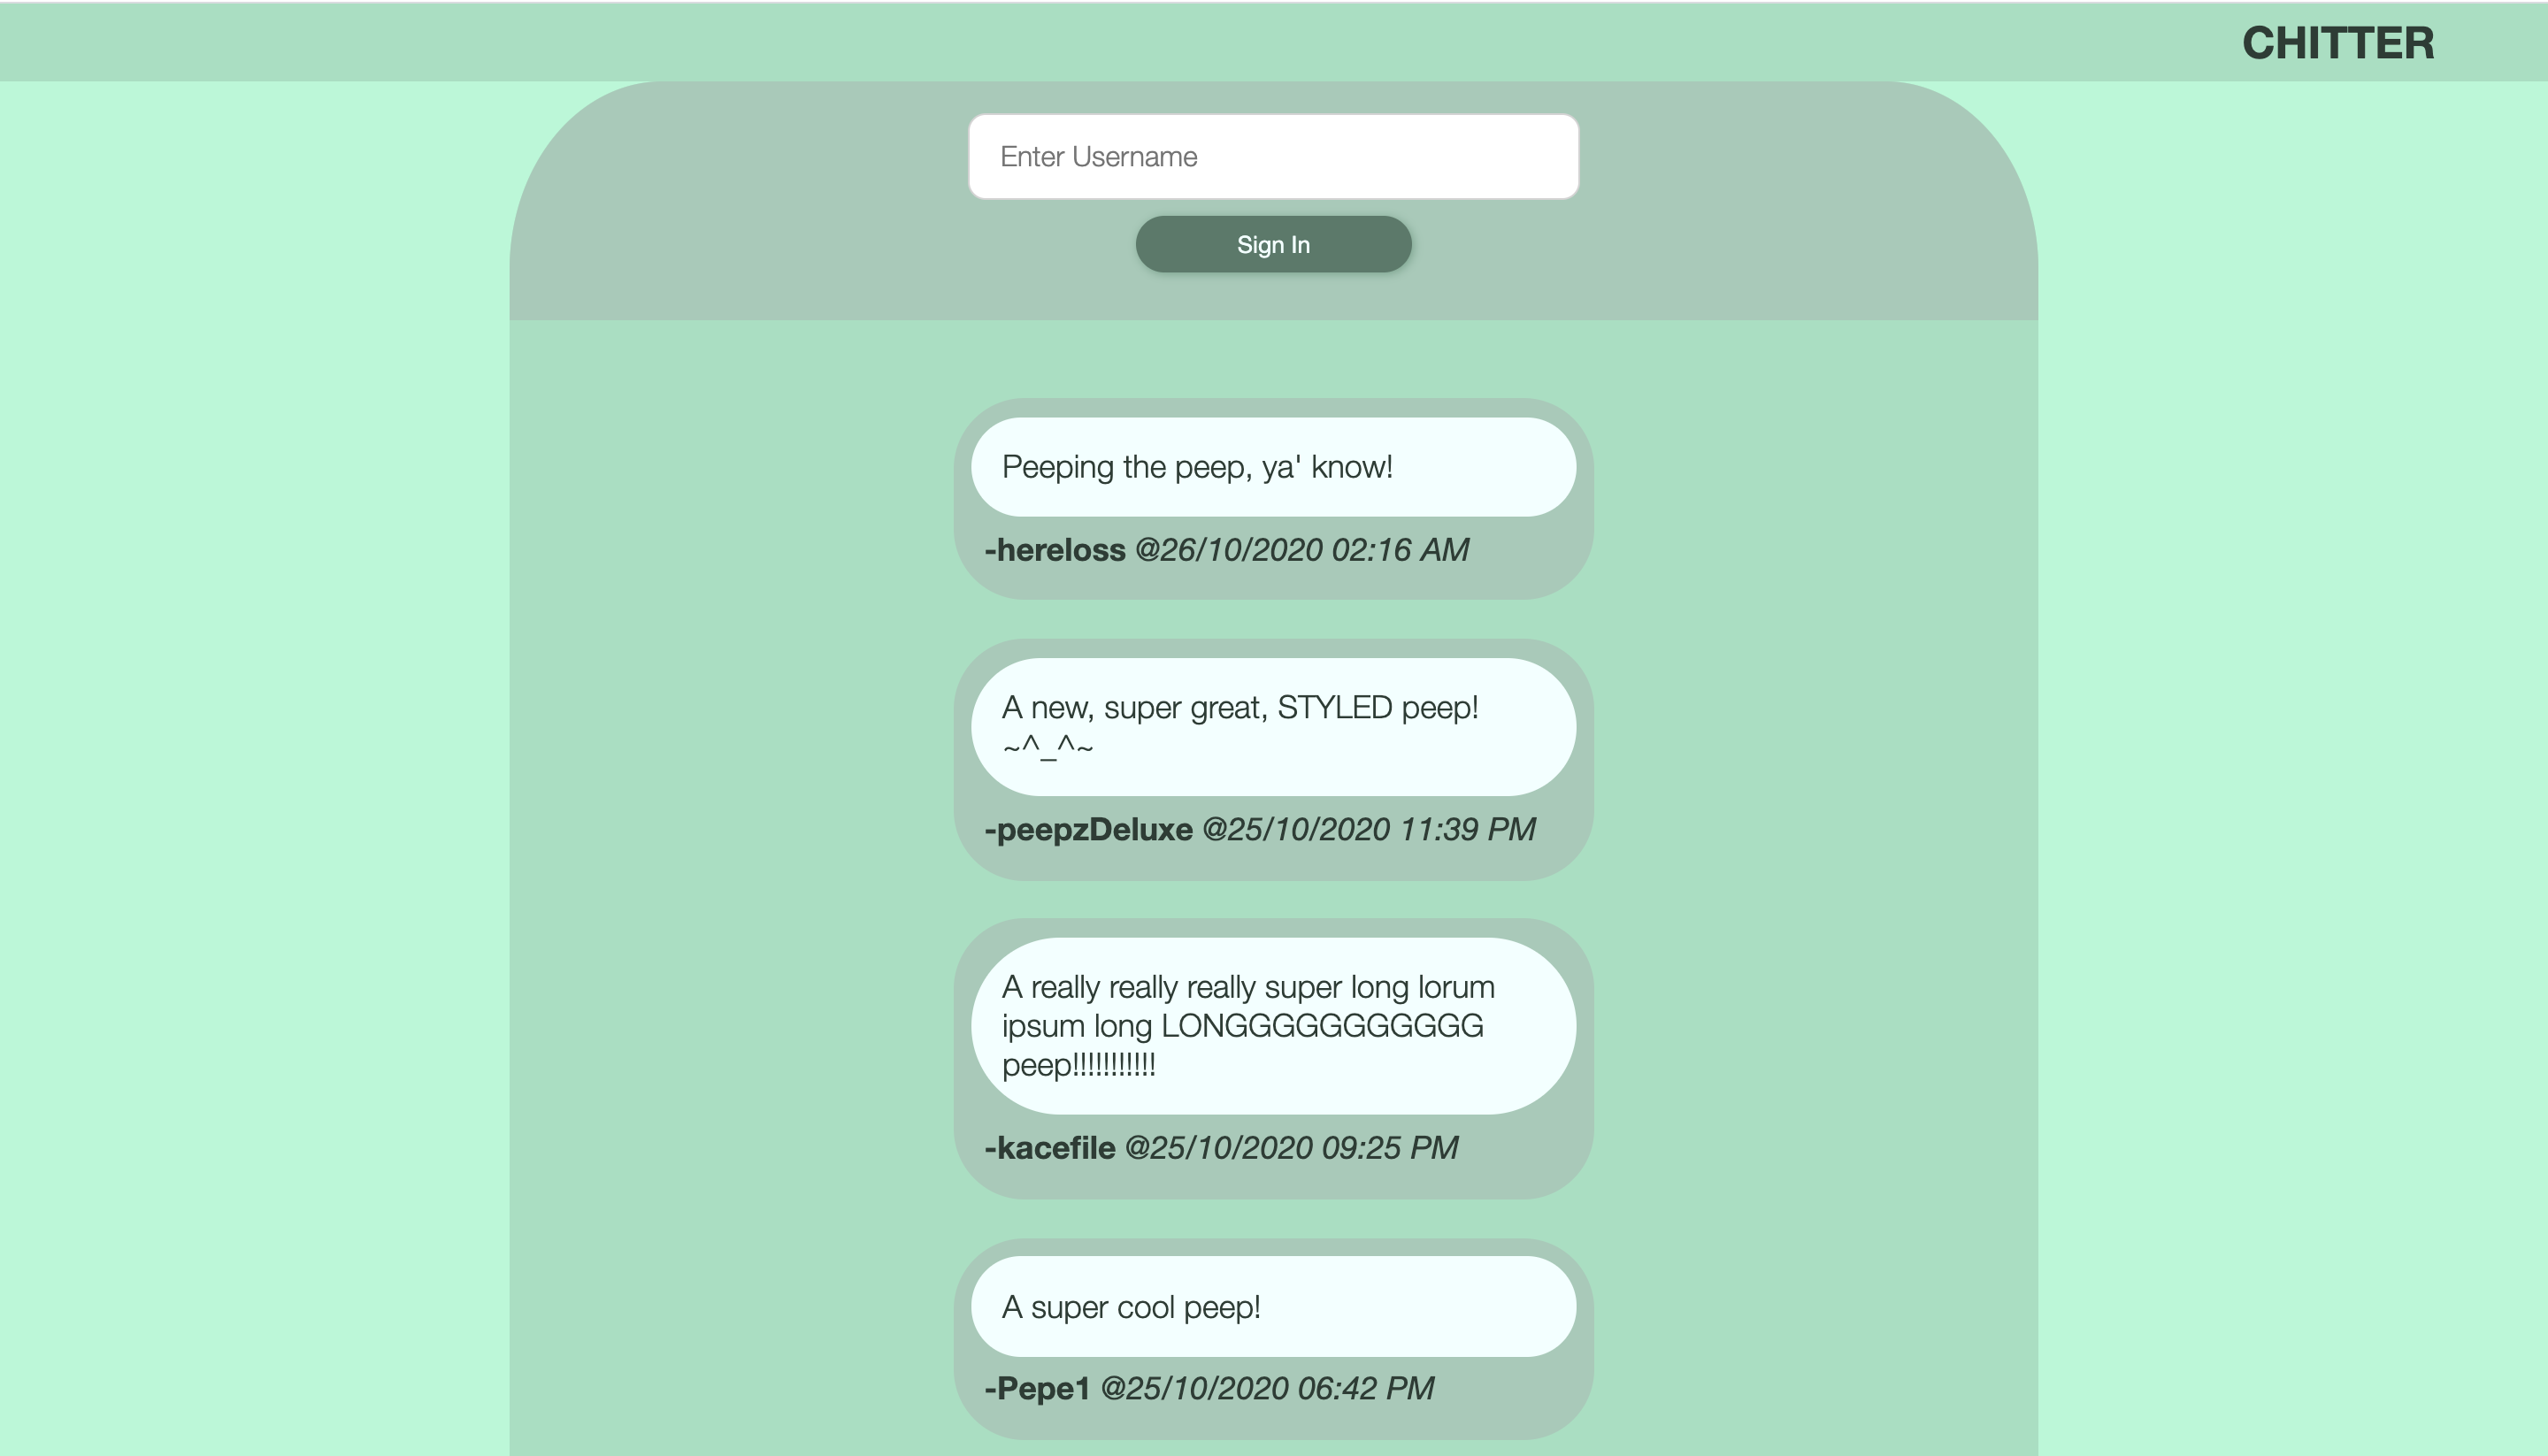 CHITTER
Enter Username
Sign In
Peeping the peep, ya' know!
-hereloss @26/10/2020 02:16 AM
A new, super great, STYLED peep!
~^_^~
-peepzDeluxe @25/10/2020 11:39 PM
A really really really super long lorum
ipsum long LONGGGGGGGGGGG
peep!!!!!!!!!!!
-kacefile @25/10/2020 09:25 PM
A super cool peep!
-Pepe1 @25/10/2020 06:42 PM